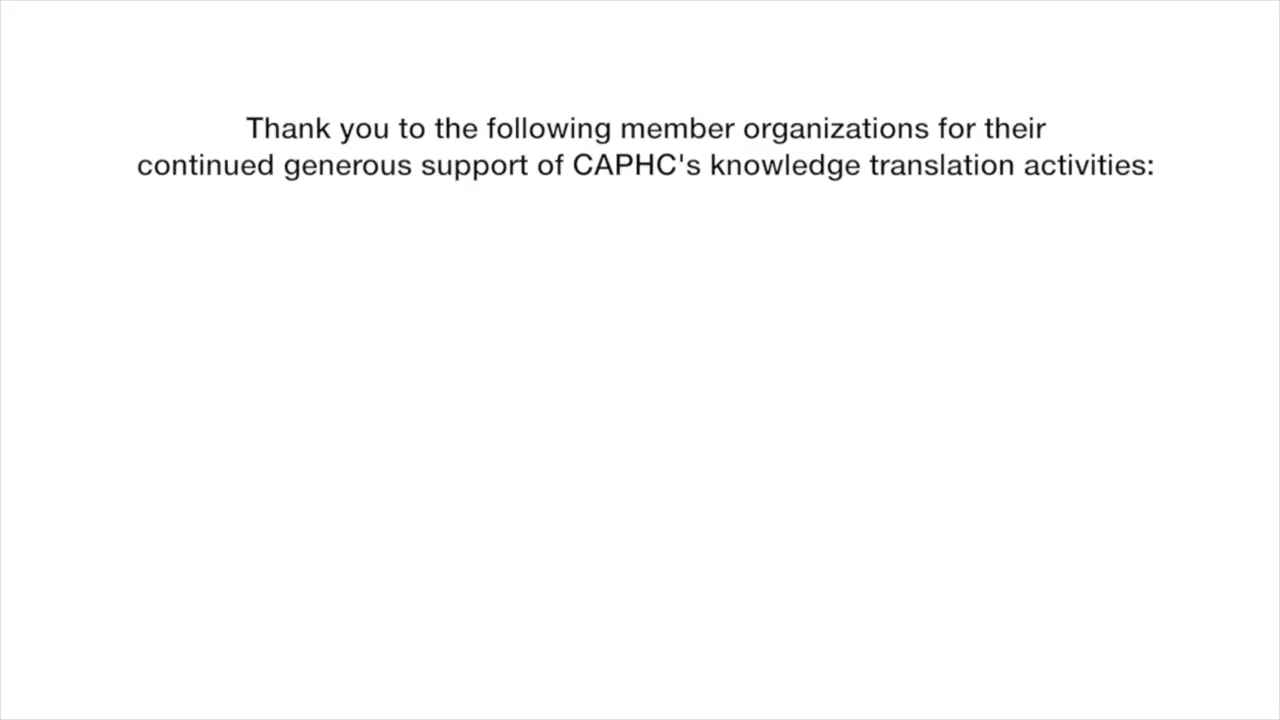 Thank you to the following member organizations for their
continued generous support of CAPHC's knowledge translation activities: